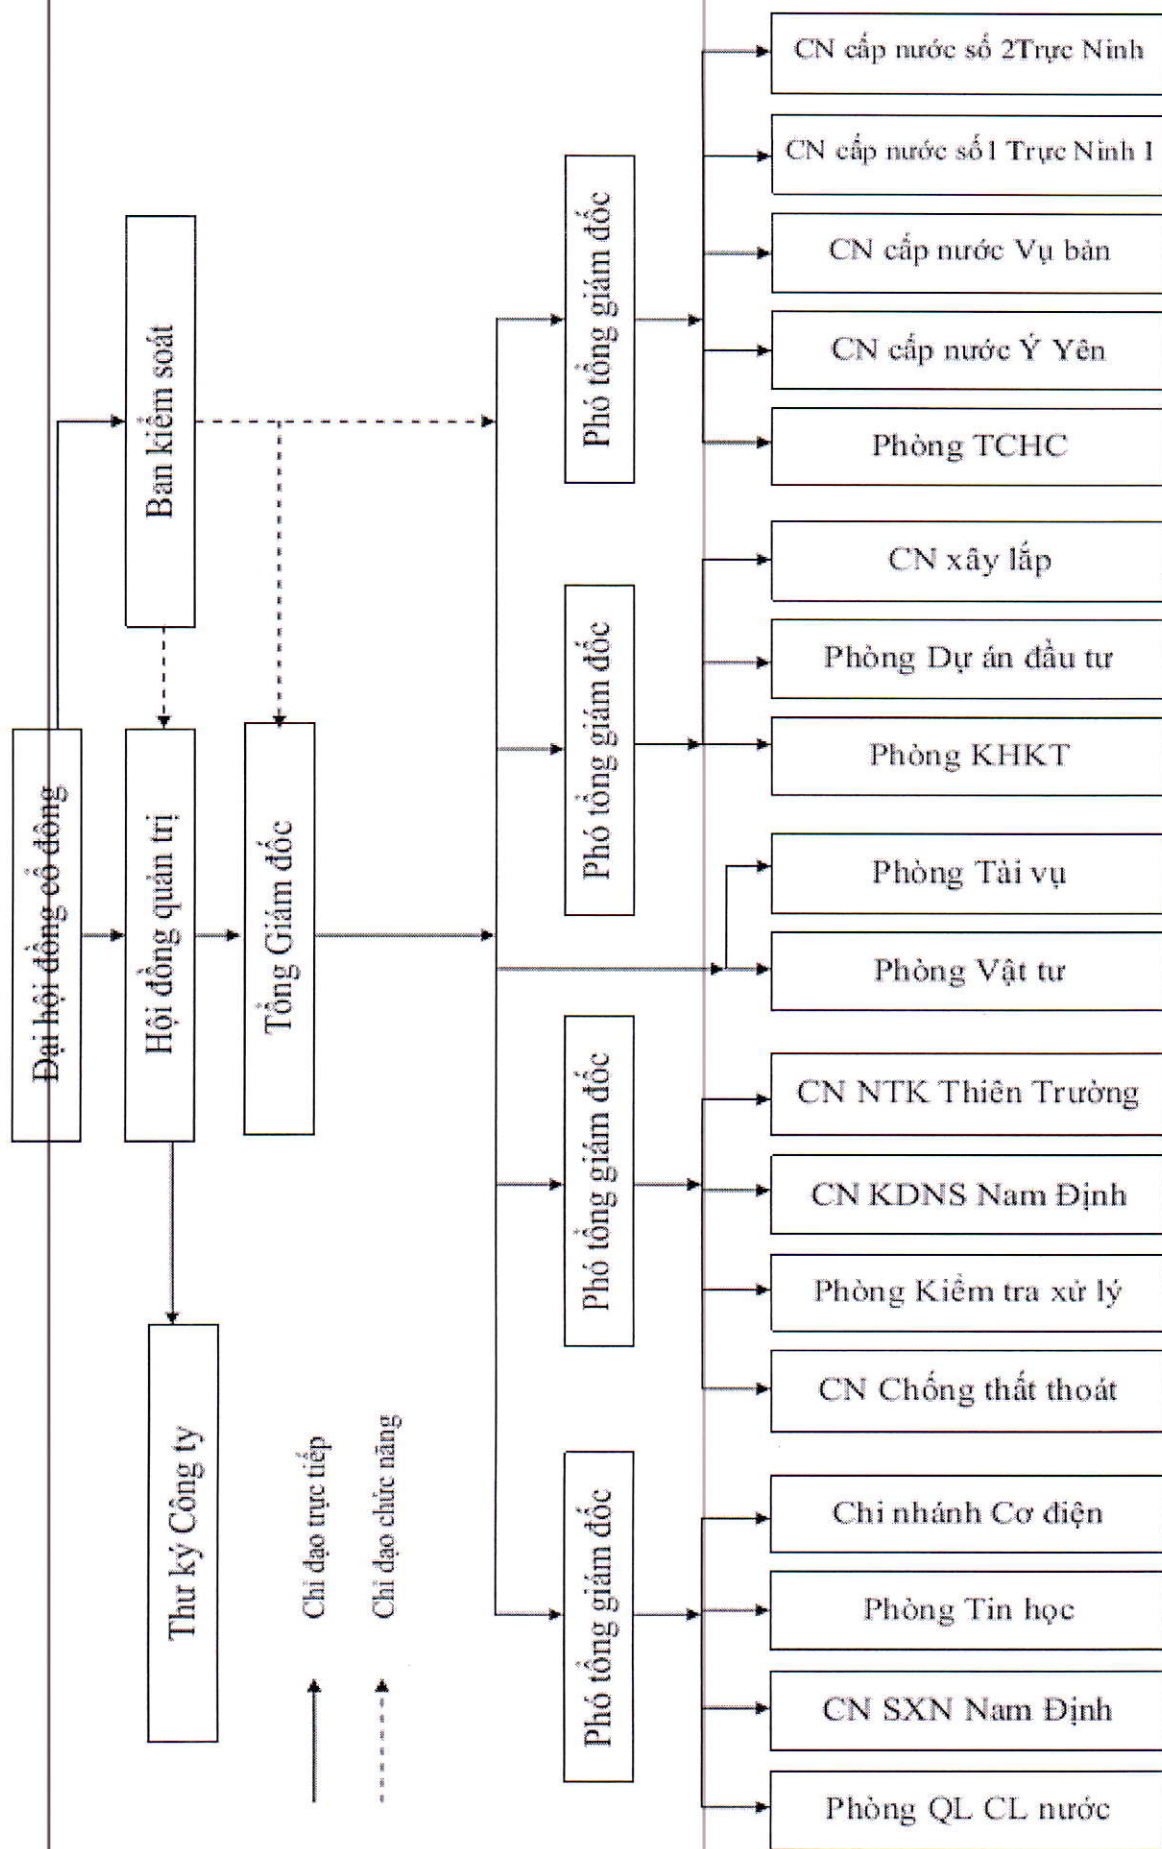 Đại hội đồng cổ đông
Ban kiểm soát
Hội đồng quản trị
Thư ký Công ty
Tổng Giám đốc
Chỉ đạo trực tiếp
Chỉ đạo chức năng
Phó tổng giám đốc
Phó tổng giám đốc
Phó tổng giám đốc
Phó tổng giám đốc
CN cấp nước số 2Trực Ninh
CN cấp nước số1 Trực Ninh I
CN cấp nước Vụ bản
CN cấp nước Ý Yên
Phòng TCHC
CN xây lắp
Phòng Dự án đầu tư
Phòng KHKT
Phòng Tài vụ
Phòng Vật tư
CN NTK Thiên Trường
CN KDNS Nam Định
Phòng Kiểm tra xử lý
CN Chống thất thoát
Chi nhánh Cơ điện
Phòng Tin học
CN SXN Nam Định
Phòng QL CL nước